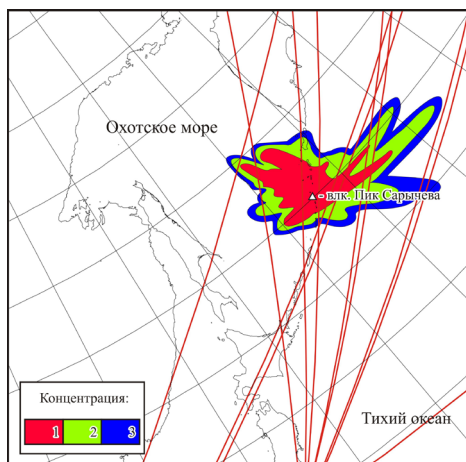 Охотское море
- влк. Пик Сарычева
Концентрация:
1 2 3
Тихий океан